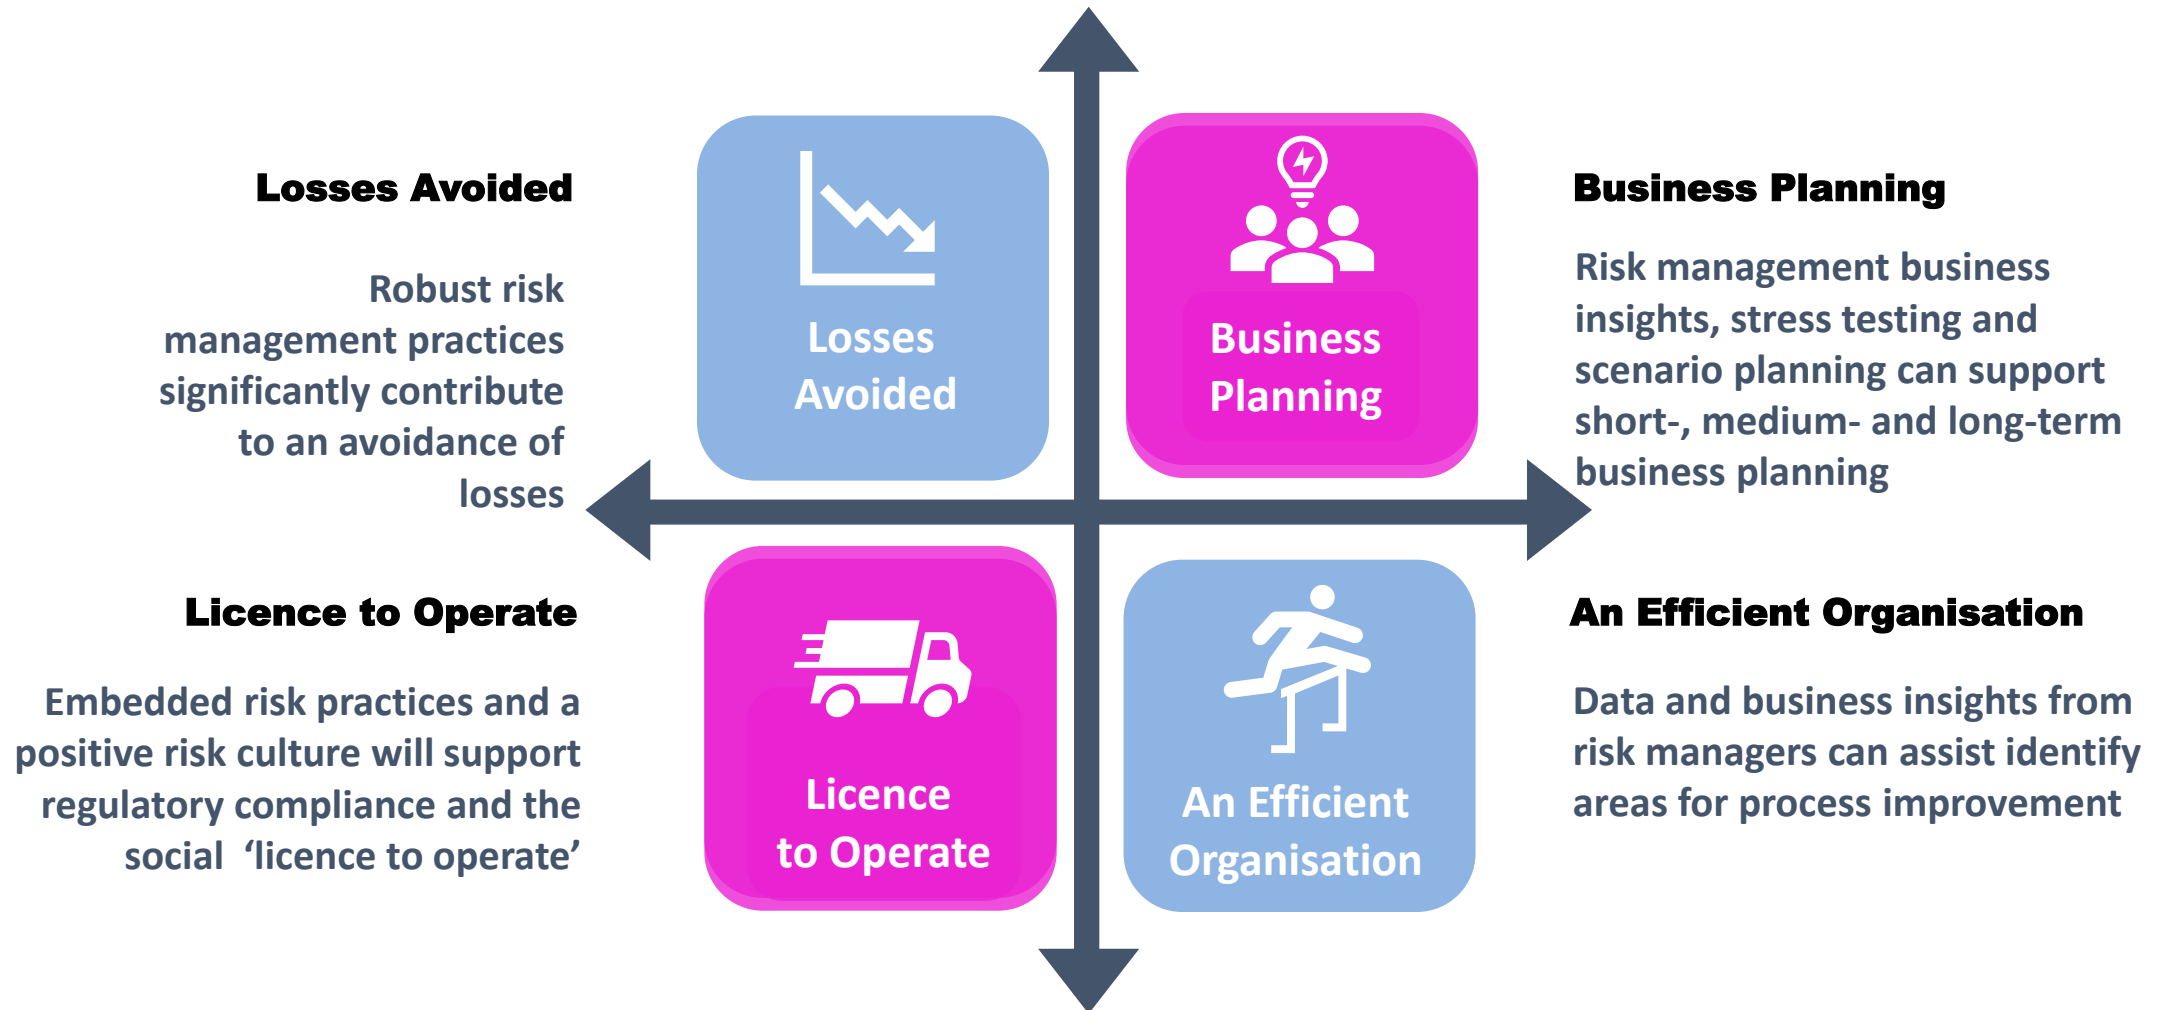 Losses Avoided
Robust risk
management practices
significantly contribute
to an avoidance of
losses
Losses
Avoided
Business
Planning
Business Planning
Risk management business
insights, stress testing and
scenario planning can support
short-, medium- and long-term
business planning
Licence to Operate
Embedded risk practices and a
positive risk culture will support
regulatory compliance and the
social  ‘licence to operate’
Licence
to Operate
An Efficient
Organisation
An Efficient Organisation
Data and business insights from
risk managers can assist identify
areas for process improvement